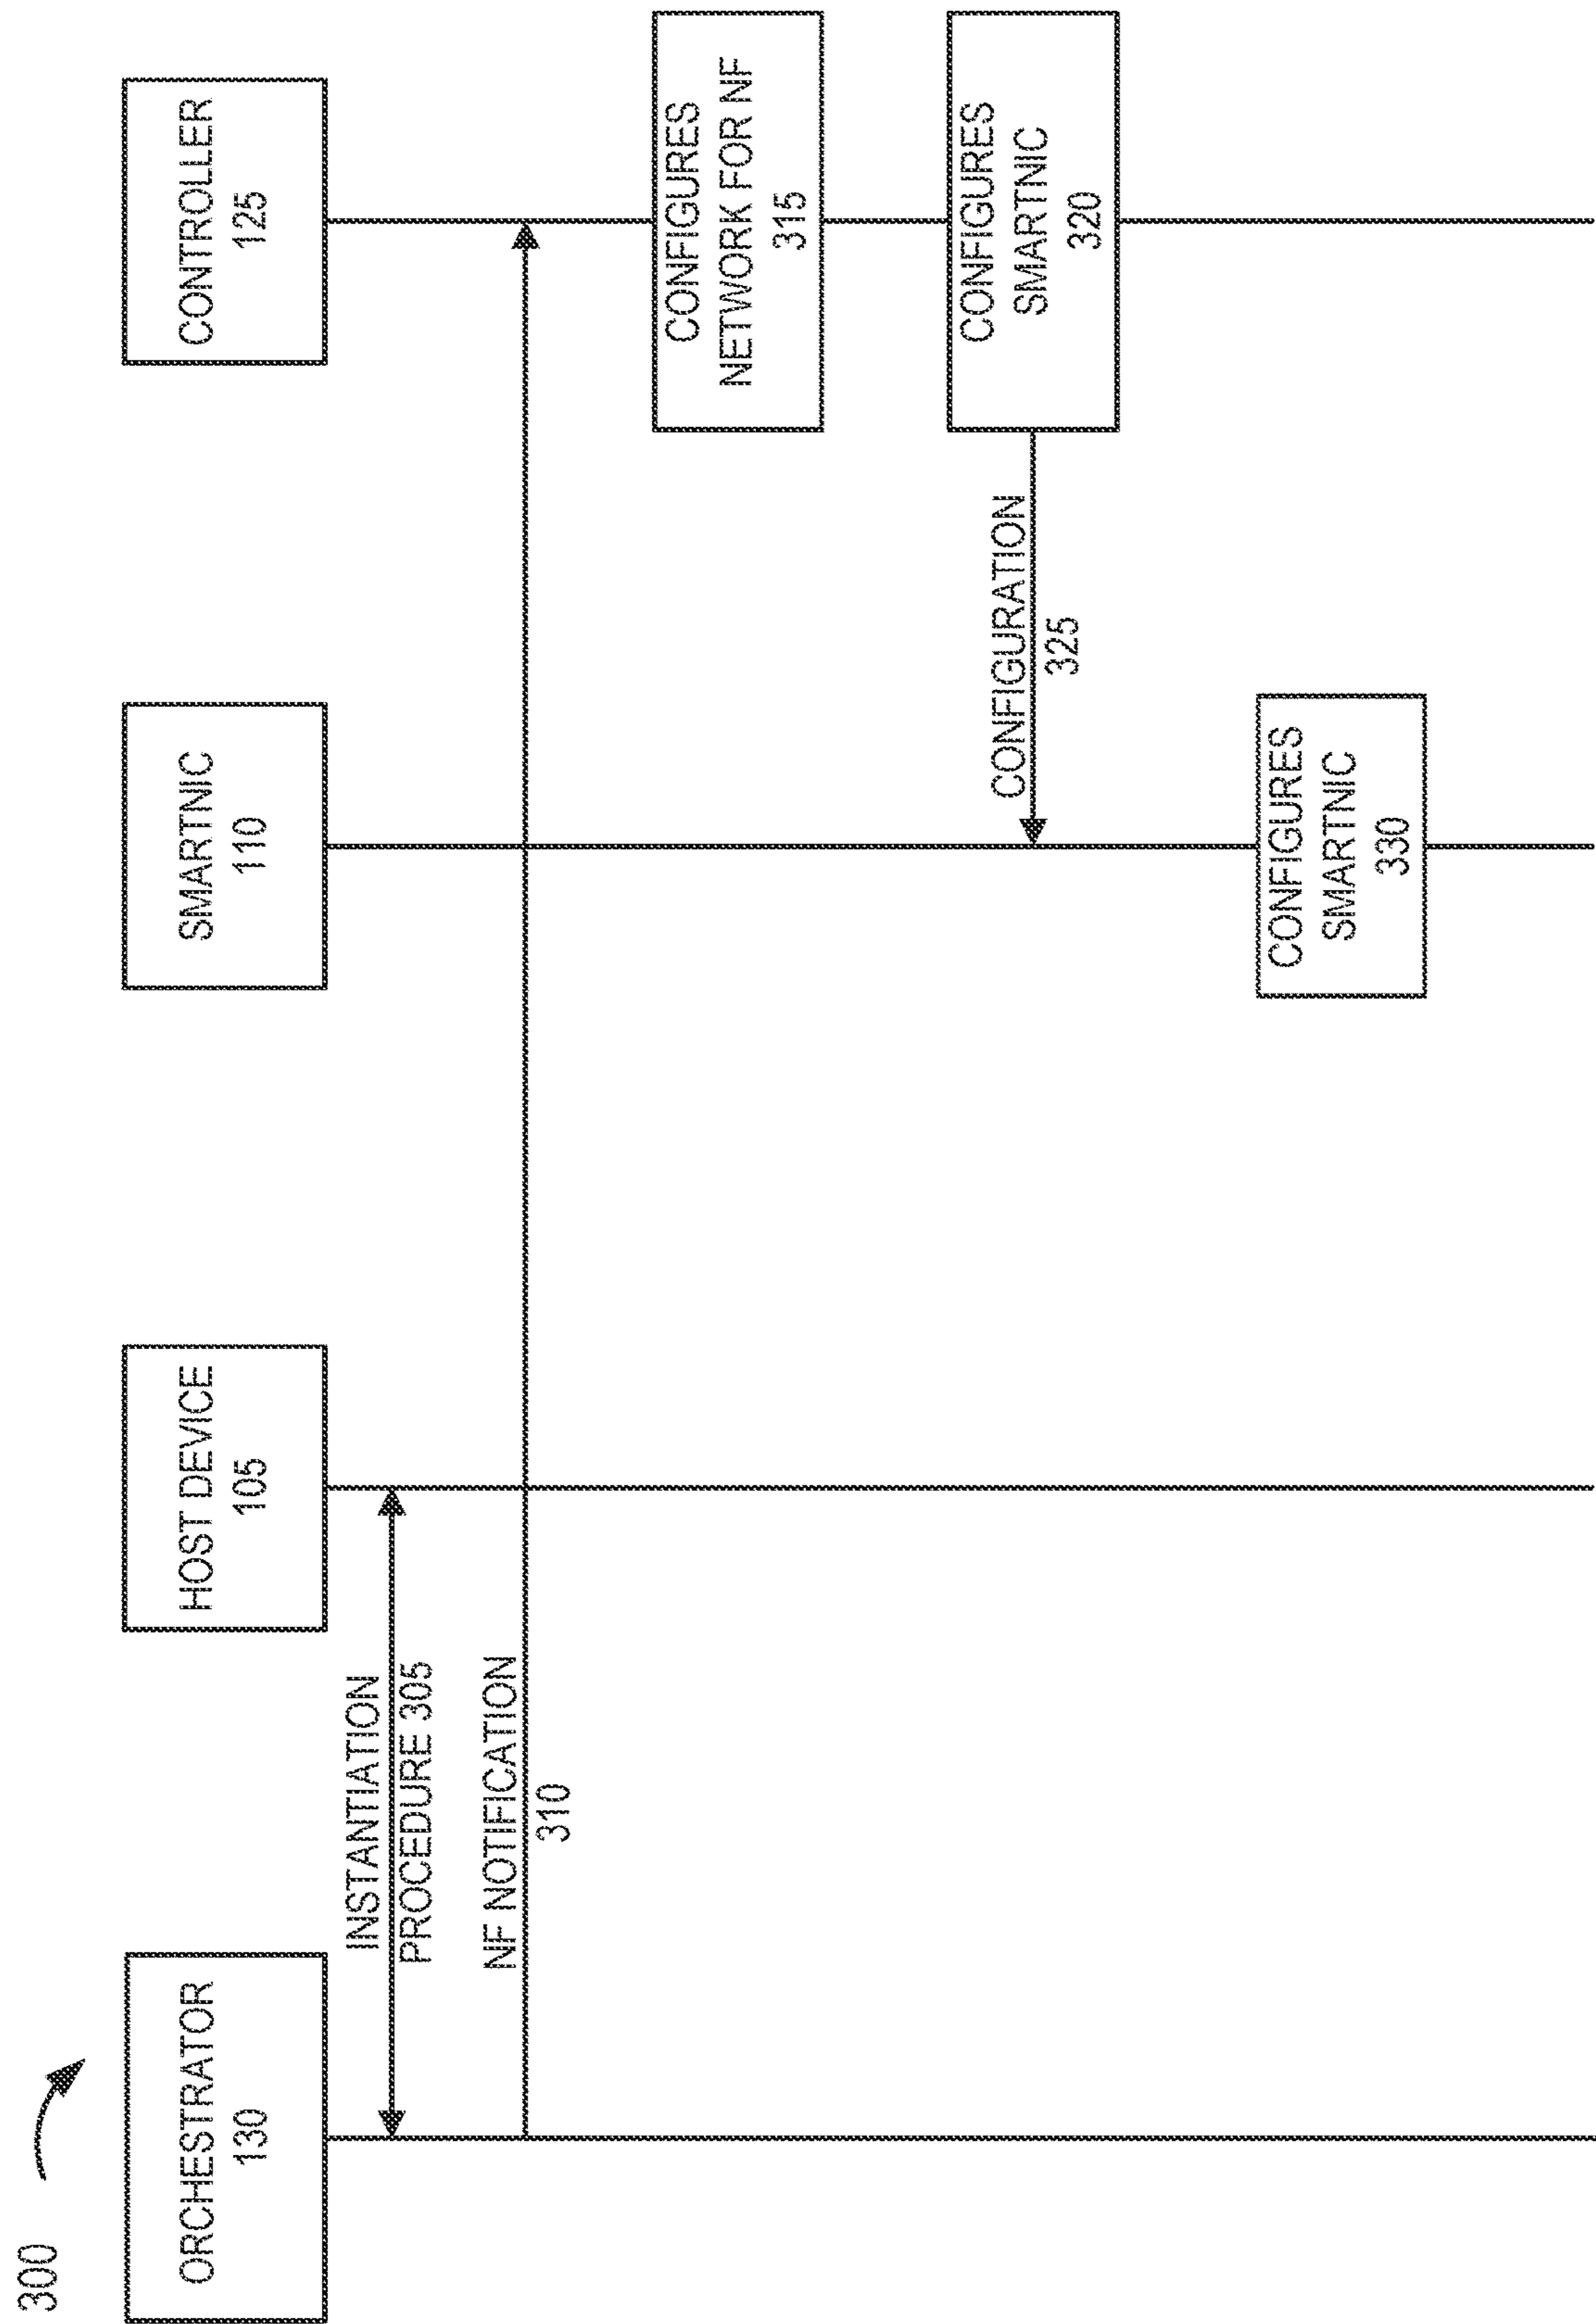 300
ORCHESTRATOR
130
HOST DEVICE
105
SMARTNIC
110
CONTROLLER
125
INSTANTIATION
PROCEDURE 305
NF NOTIFICATION
310
CONFIGURES
NETWORK FOR NF
315
CONFIGURES
SMARTNIC
320
CONFIGURATION
325
CONFIGURES
SMARTNIC
330